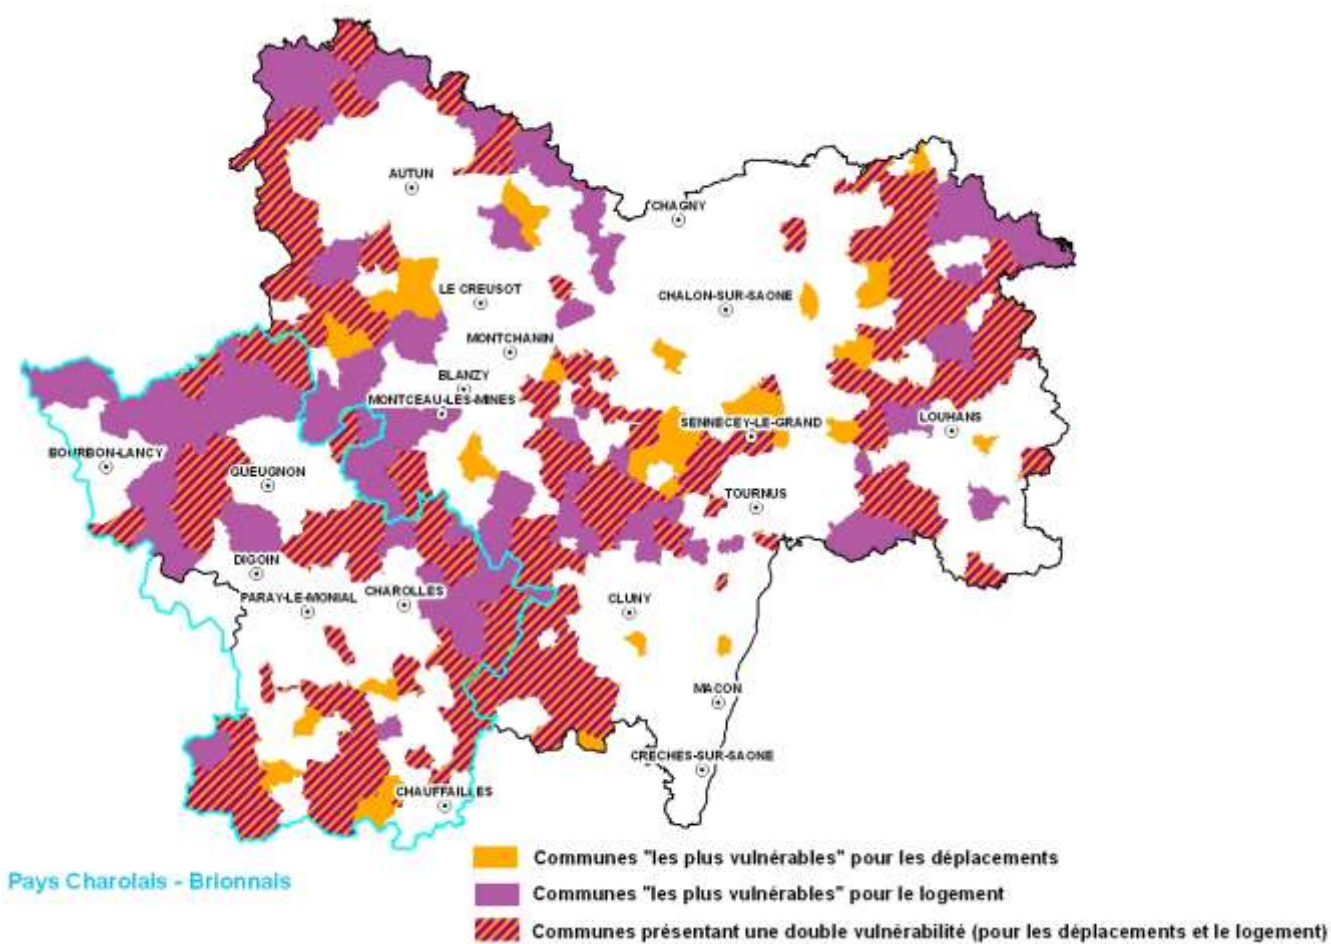 AUTUN
CHAGNY
LE CREUSOT
CHALON-SUR-SAONE
MONTCHANIN
BLANZY
MONTCEAU-LES-MINES
SENNECEY-LE-GRAND
LOUHANS
BOURBON-LANCY
GUEUGNON
TOURNUS
DIGOIN
PARAY-LE-MONIAL
CHAROLLES
CLUNY
MACON
CRECHES-SUR-SAONE
CHAUFFAILLES
Pays Charolais - Brionnais
Communes "les plus vulnérables" pour les déplacements
Communes "les plus vulnérables" pour le logement
Communes présentant une double vulnérabilité (pour les déplacements et le logement)